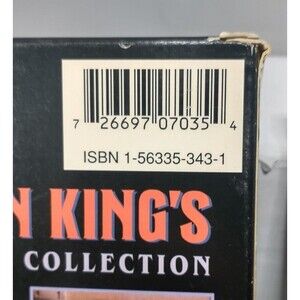 7 26697 07035 4
ISBN 1-56335-343-1
N KING'S
COLLECTION